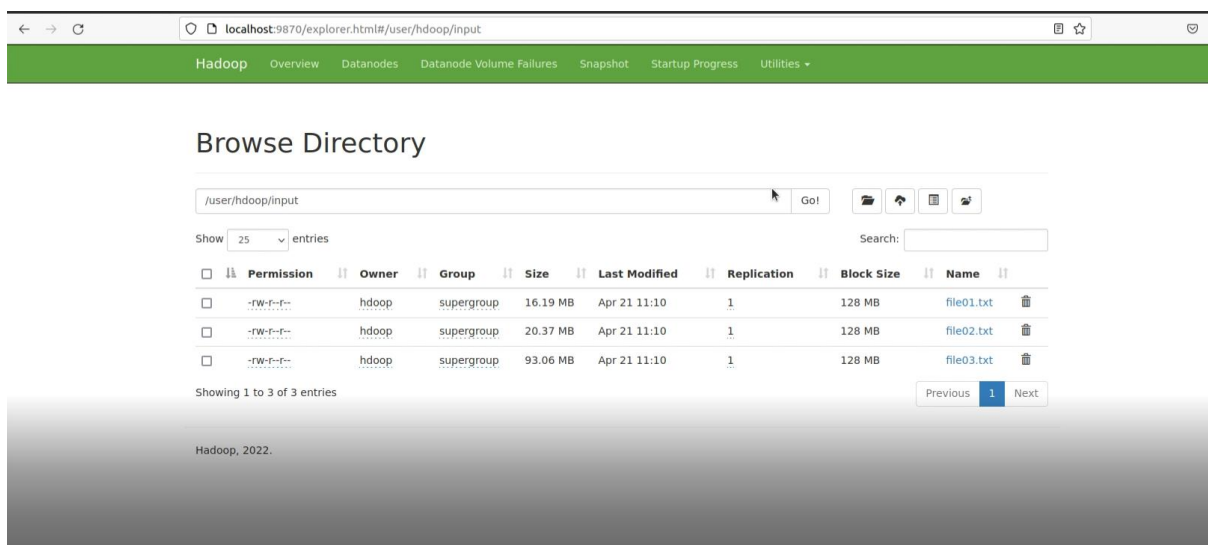 localhost:9870/explorer.html#/user/hdoop/input
Hadoop Overview Datanodes Datanode Volume Failures Snapshot Startup Progress Utilities
Browse Directory
/user/hdoop/input Go!
Show 25 entries Search:
Permission Owner Group Size Last Modified Replication Block Size Name
-rw-r--r-- hdoop supergroup 16.19 MB Apr 21 11:10 1 128 MB file01.txt
-rw-r--r-- hdoop supergroup 20.37 MB Apr 21 11:10 1 128 MB file02.txt
-rw-r--r-- hdoop supergroup 93.06 MB Apr 21 11:10 1 128 MB file03.txt
Showing 1 to 3 of 3 entries Previous 1 Next
Hadoop, 2022.